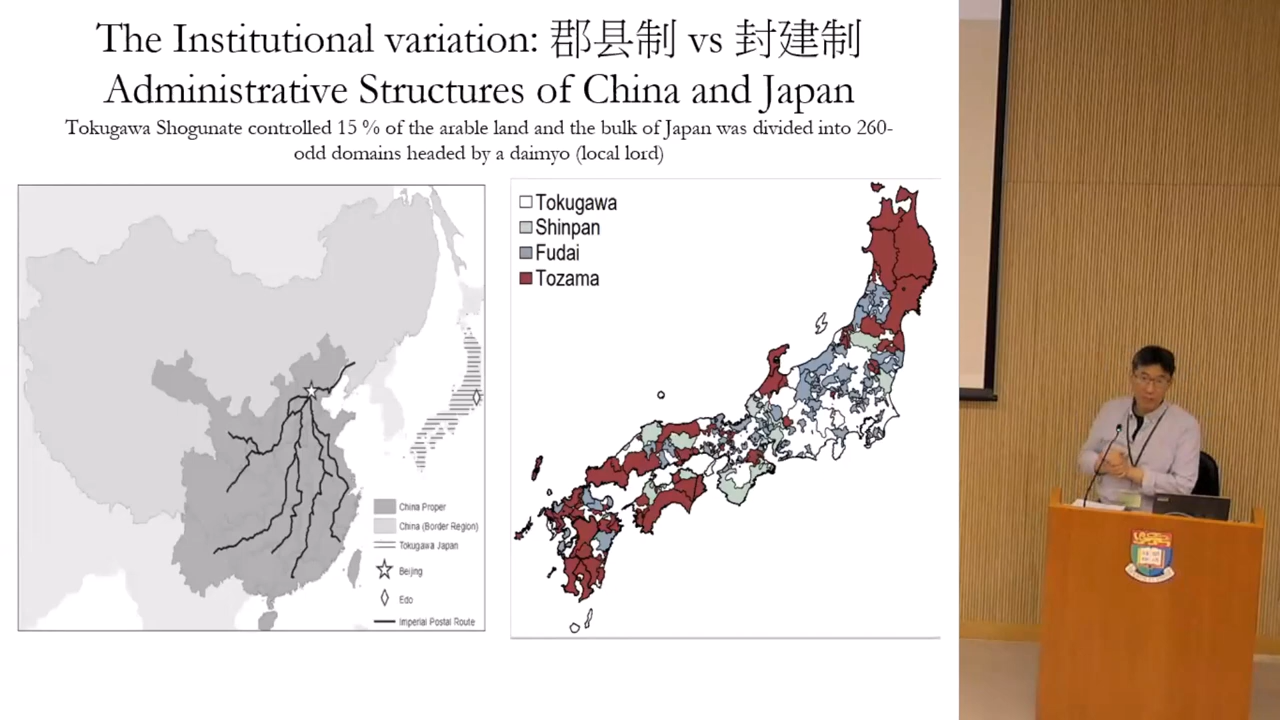 The Institutional variation: 郡县制 vs 封建制
Administrative Structures of China and Japan
Tokugawa Shogunate controlled 15 % of the arable land and the bulk of Japan was divided into 260-
odd domains headed by a daimyo (local lord)
China Proper
China (Border Region)
Tokugawa Japan
Beijing
Edo
Imperial Postal Route
Tokugawa
Shinpan
Fudai
Tozama